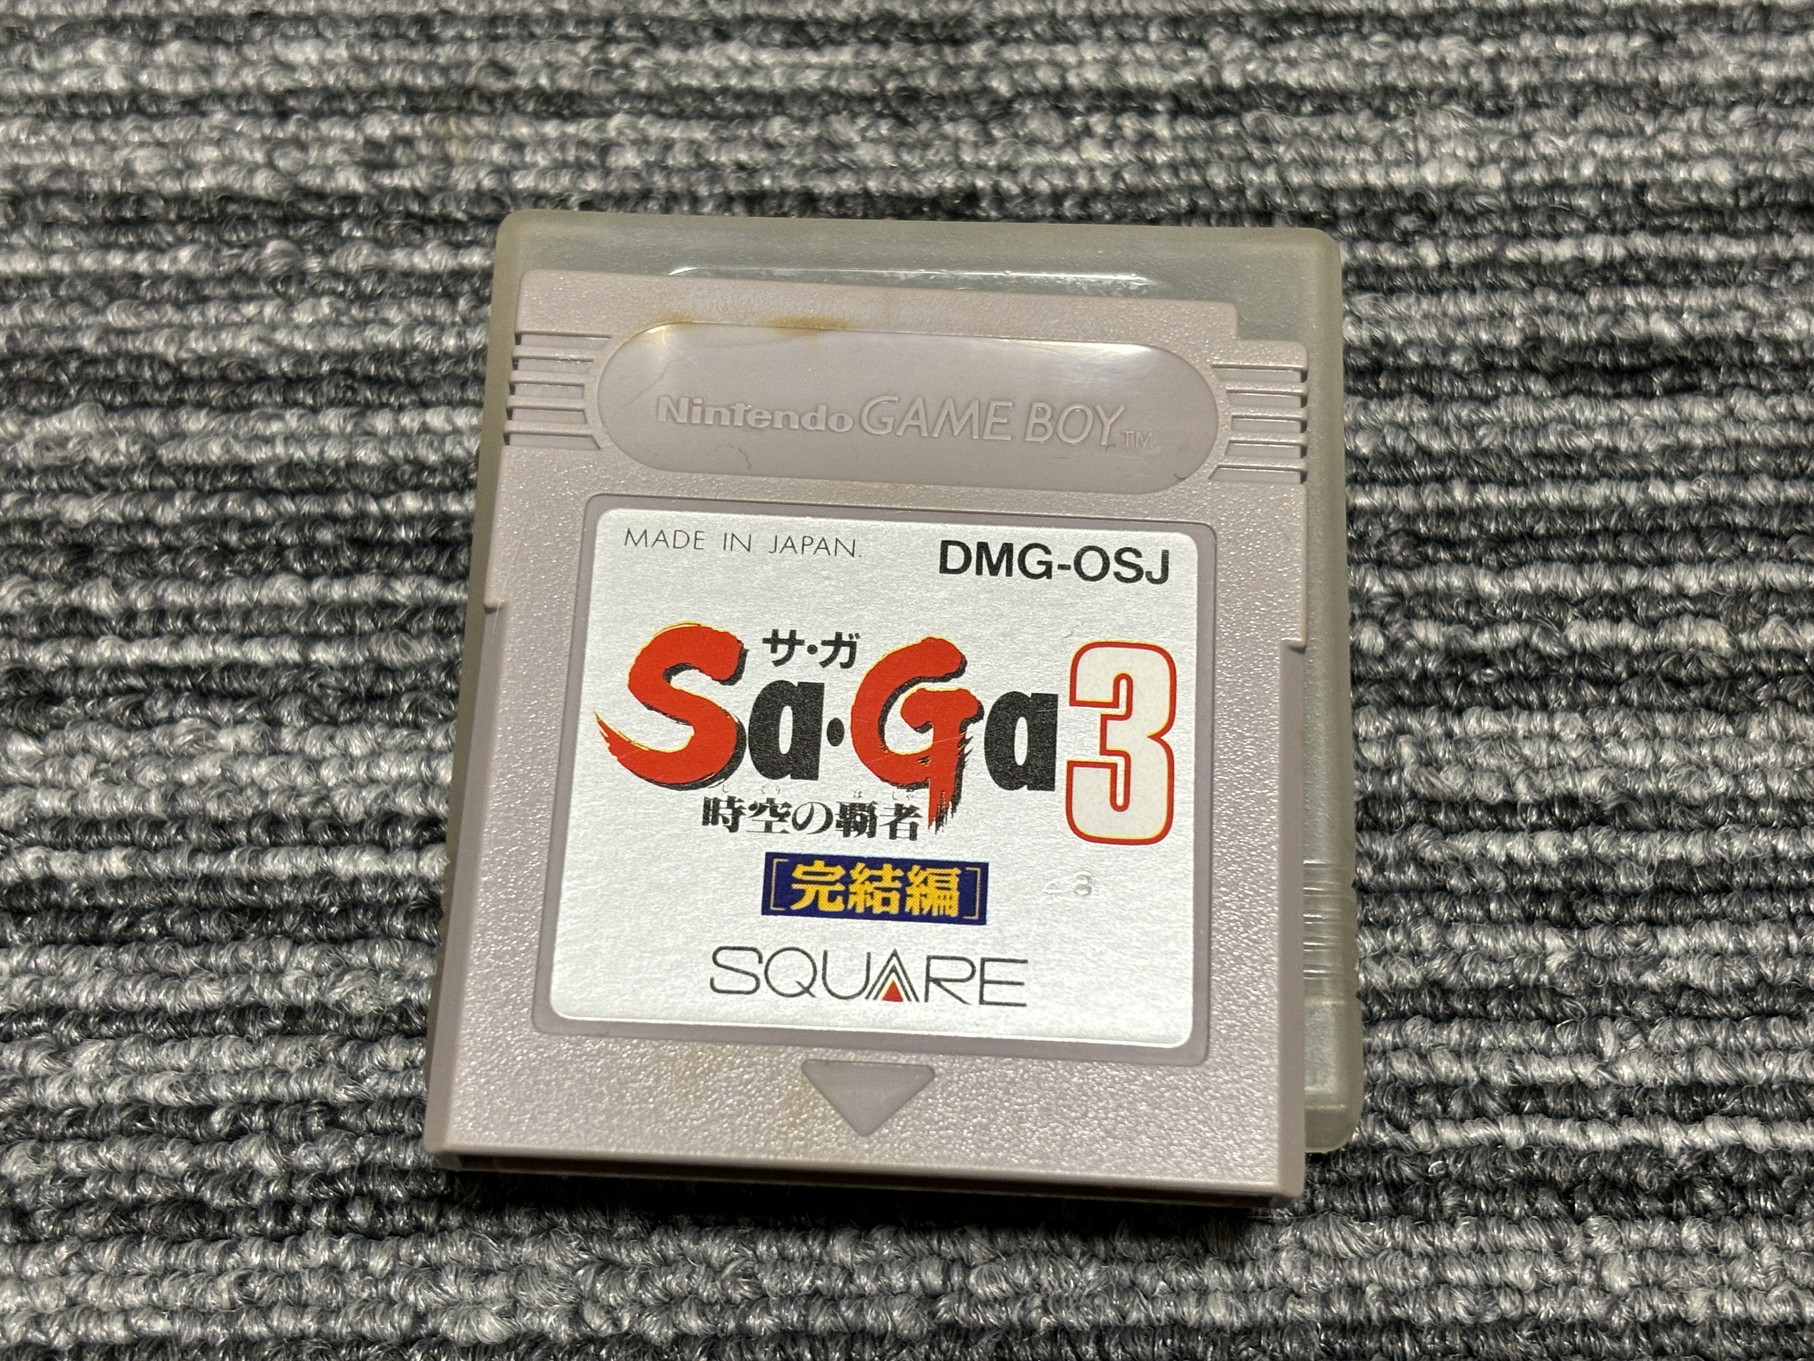 Nintendo GAME BOY TM
MADE IN JAPAN.
DMG-OSJ
サ・ガ
Sa・Ga3
時空の覇者
[完結編]
SQUARE